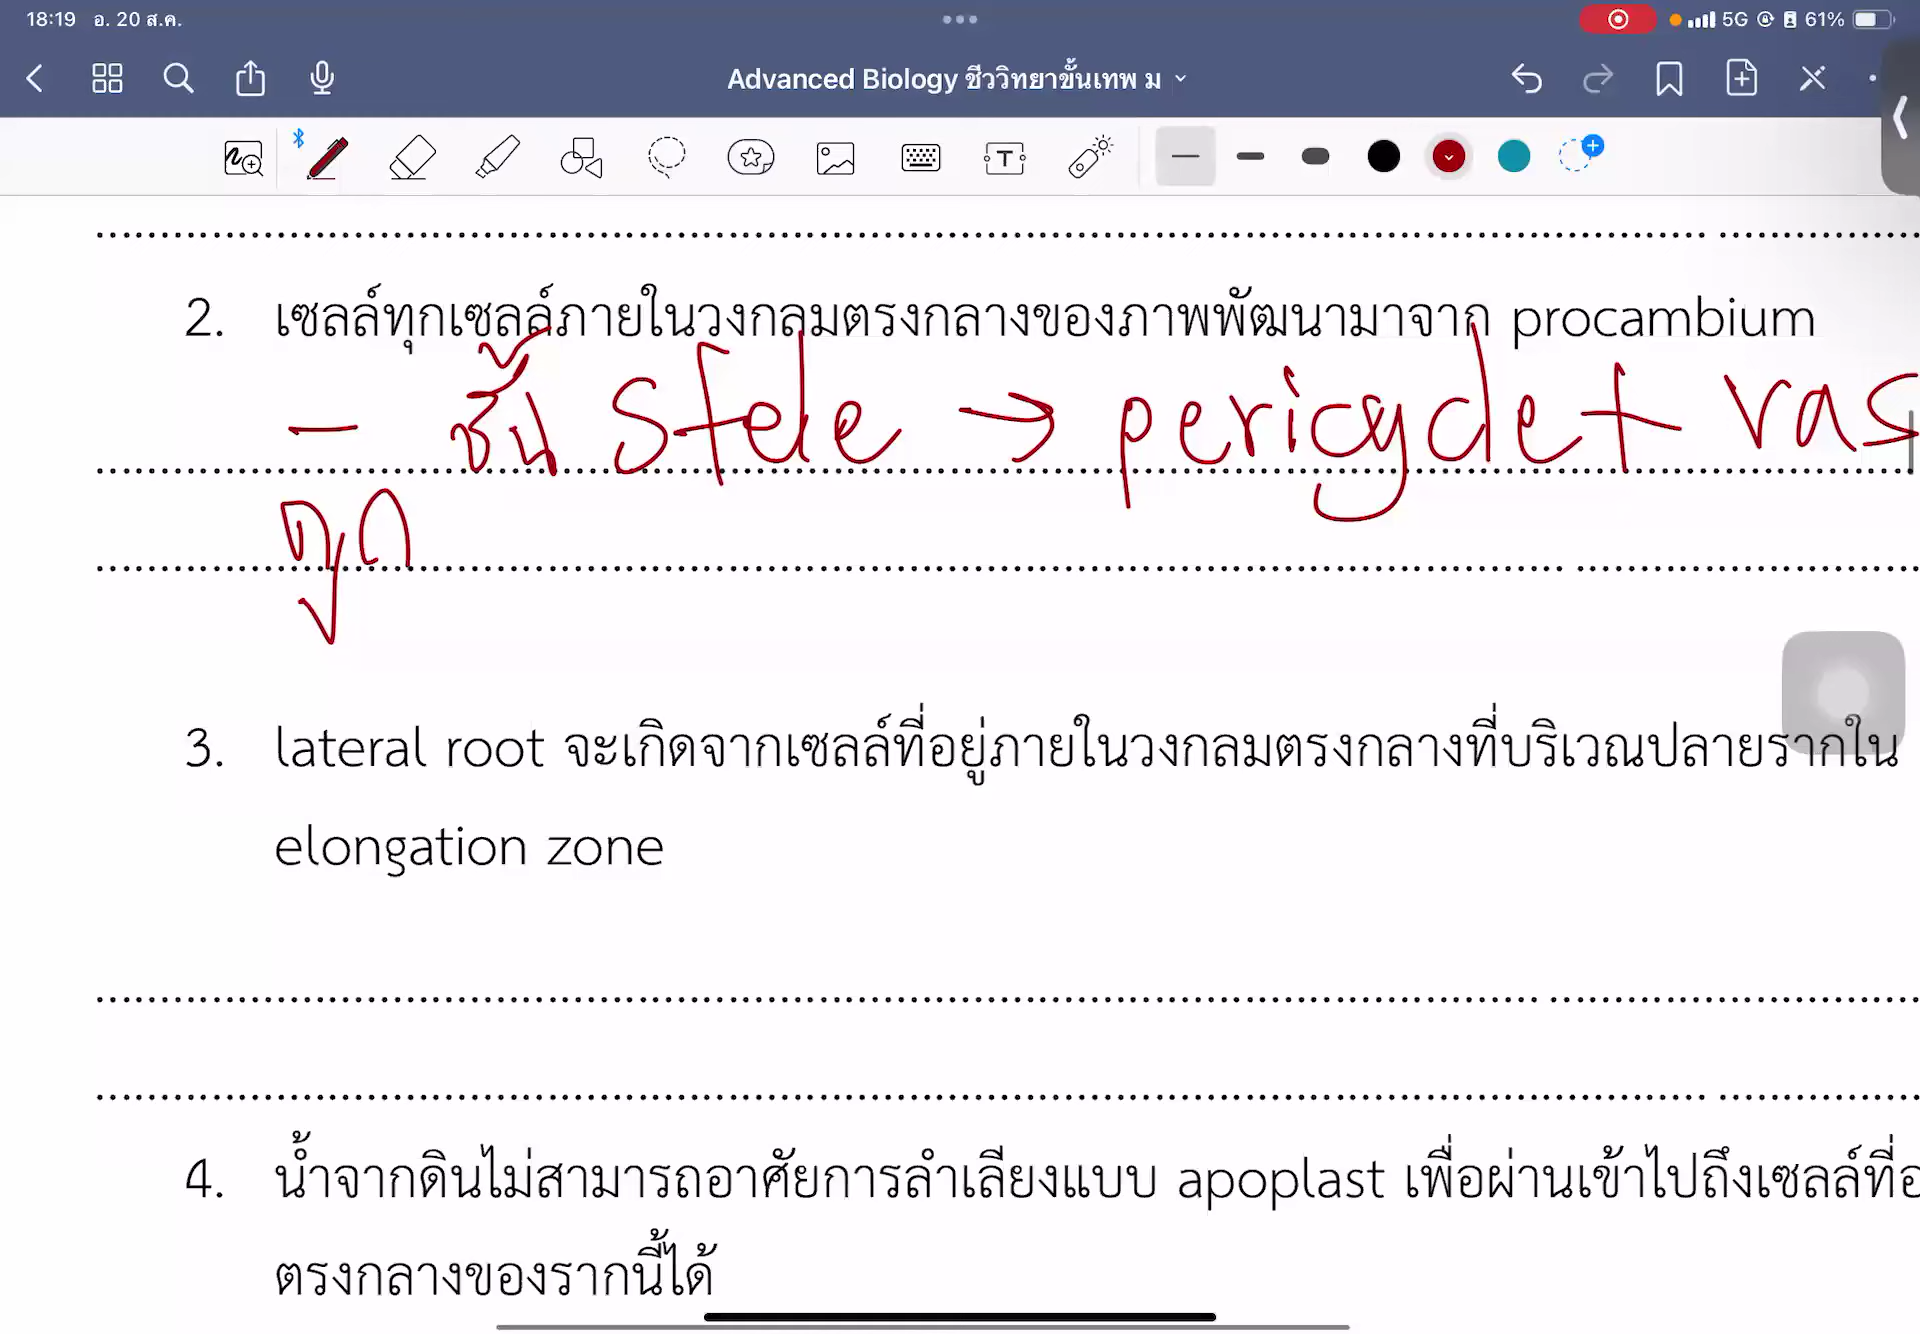 18:19 อ. 20 ส.ค.
5G 61%
Advanced Biology ชีววิทยาขั้นเทพ ม
2. เซลล์ทุกเซลล์ภายในวงกลมตรงกลางของภาพพัฒนามาจาก procambium
– ชั้น stele → pericycle + vas
ถูก
3. lateral root จะเกิดจากเซลล์ที่อยู่ภายในวงกลมตรงกลางที่บริเวณปลายรากใน
elongation zone
4. น้ำจากดินไม่สามารถอาศัยการลำเลียงแบบ apoplast เพื่อผ่านเข้าไปถึงเซลล์ที่อ
ตรงกลางของรากนี้ได้